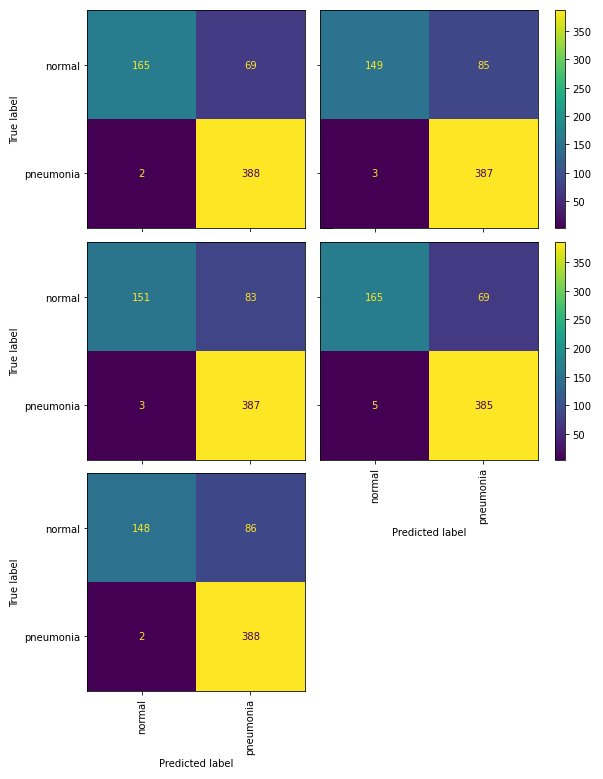 normal 165 69 149 85
True label
pneumonia 2 388 3 387
350
300
250
200
150
100
50
normal 151 83 165 69
True label
pneumonia 3 387 5 385
350
300
250
200
150
100
50
normal
pneumonia
Predicted label
normal 148 86
True label
pneumonia 2 388
normal
pneumonia
Predicted label